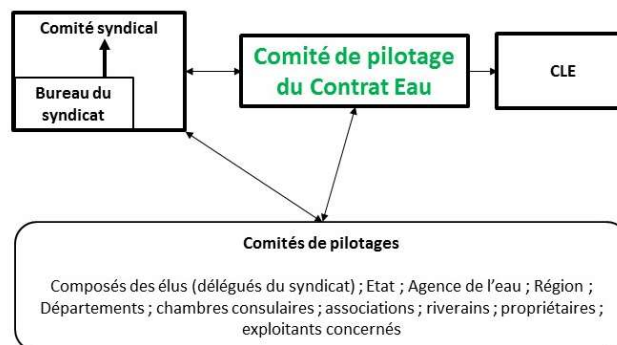 Comité syndical
Bureau du
syndicat
Comité de pilotage
du Contrat Eau
CLE
Comités de pilotages
Composés des élus (délégués du syndicat) ; Etat ; Agence de l'eau ; Région ;
Départements ; chambres consulaires ; associations ; riverains ; propriétaires ;
exploitants concernés